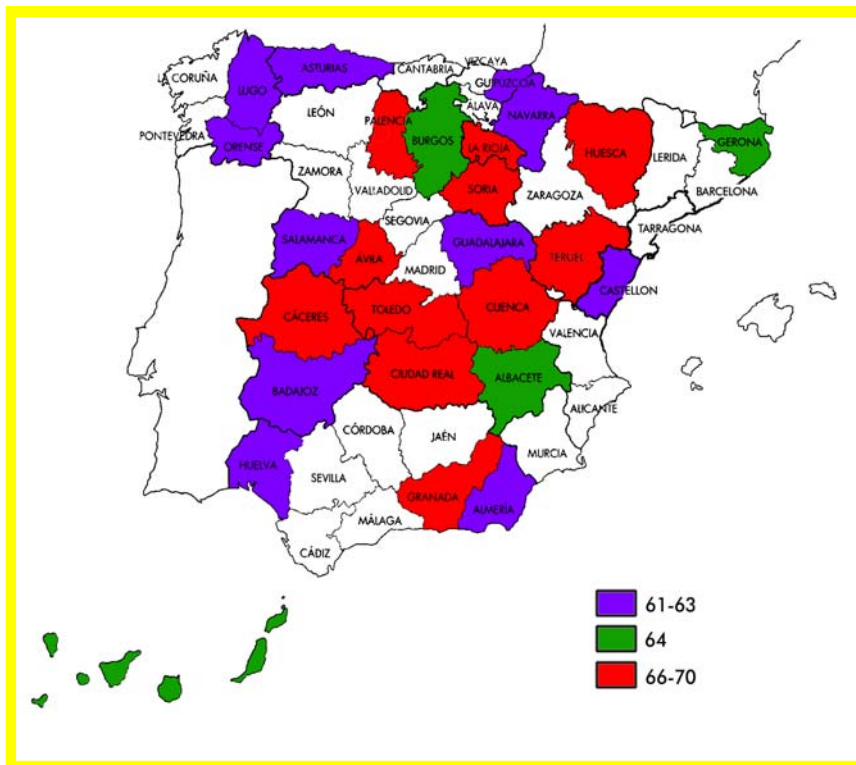 VIZCAYA
CANTABRIA
ASTURIAS
LA CORUÑA
GUIPUZCOA
LUGO
ÁLAVA
LEÓN
NAVARRA
PALENCIA
PONTEVEDRA
BURGOS
GERONA
ORENSE
LA RIOJA
HUESCA
LERIDA
ZAMORA
VALLADOLID
SORIA
ZARAGOZA
BARCELONA
SEGOVIA
TARRAGONA
SALAMANCA
GUADALAJARA
AVILA
TERUEL
MADRID
CASTELLON
CUENCA
TOLEDO
CÁCERES
VALENCIA
CIUDAD REAL
ALBACETE
BADAJOZ
ALICANTE
CÓRDOBA
JAÉN
MURCIA
HUELVA
SEVILLA
GRANADA
ALMERÍA
MÁLAGA
CÁDIZ
61-63
64
66-70